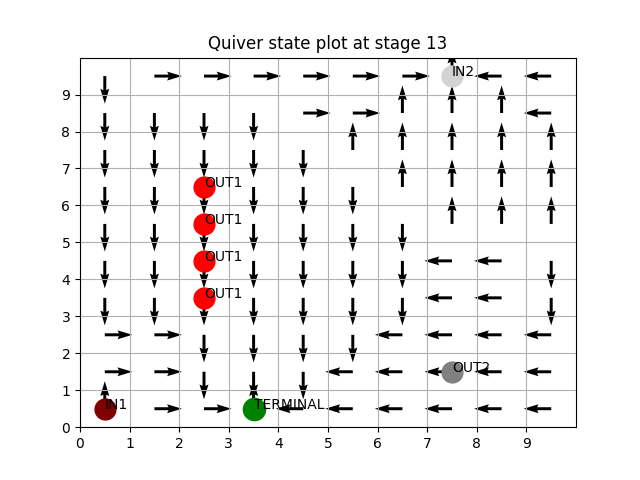 Quiver state plot at stage 13
IN2
9
8
7
OUT1
6
OUT1
5
OUT1
4
OUT1
3
2
OUT2
1
IN1
TERMINAL
0
0 1 2 3 4 5 6 7 8 9